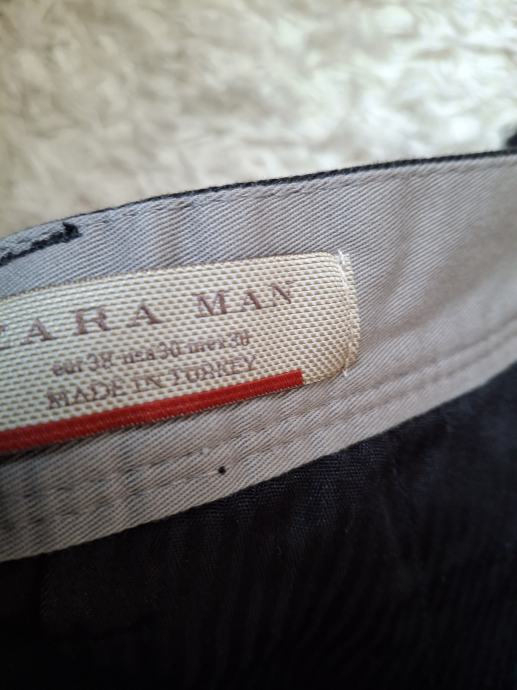 ZARA MAN
eur 38 usa 30 mex 30
MADE IN TURKEY